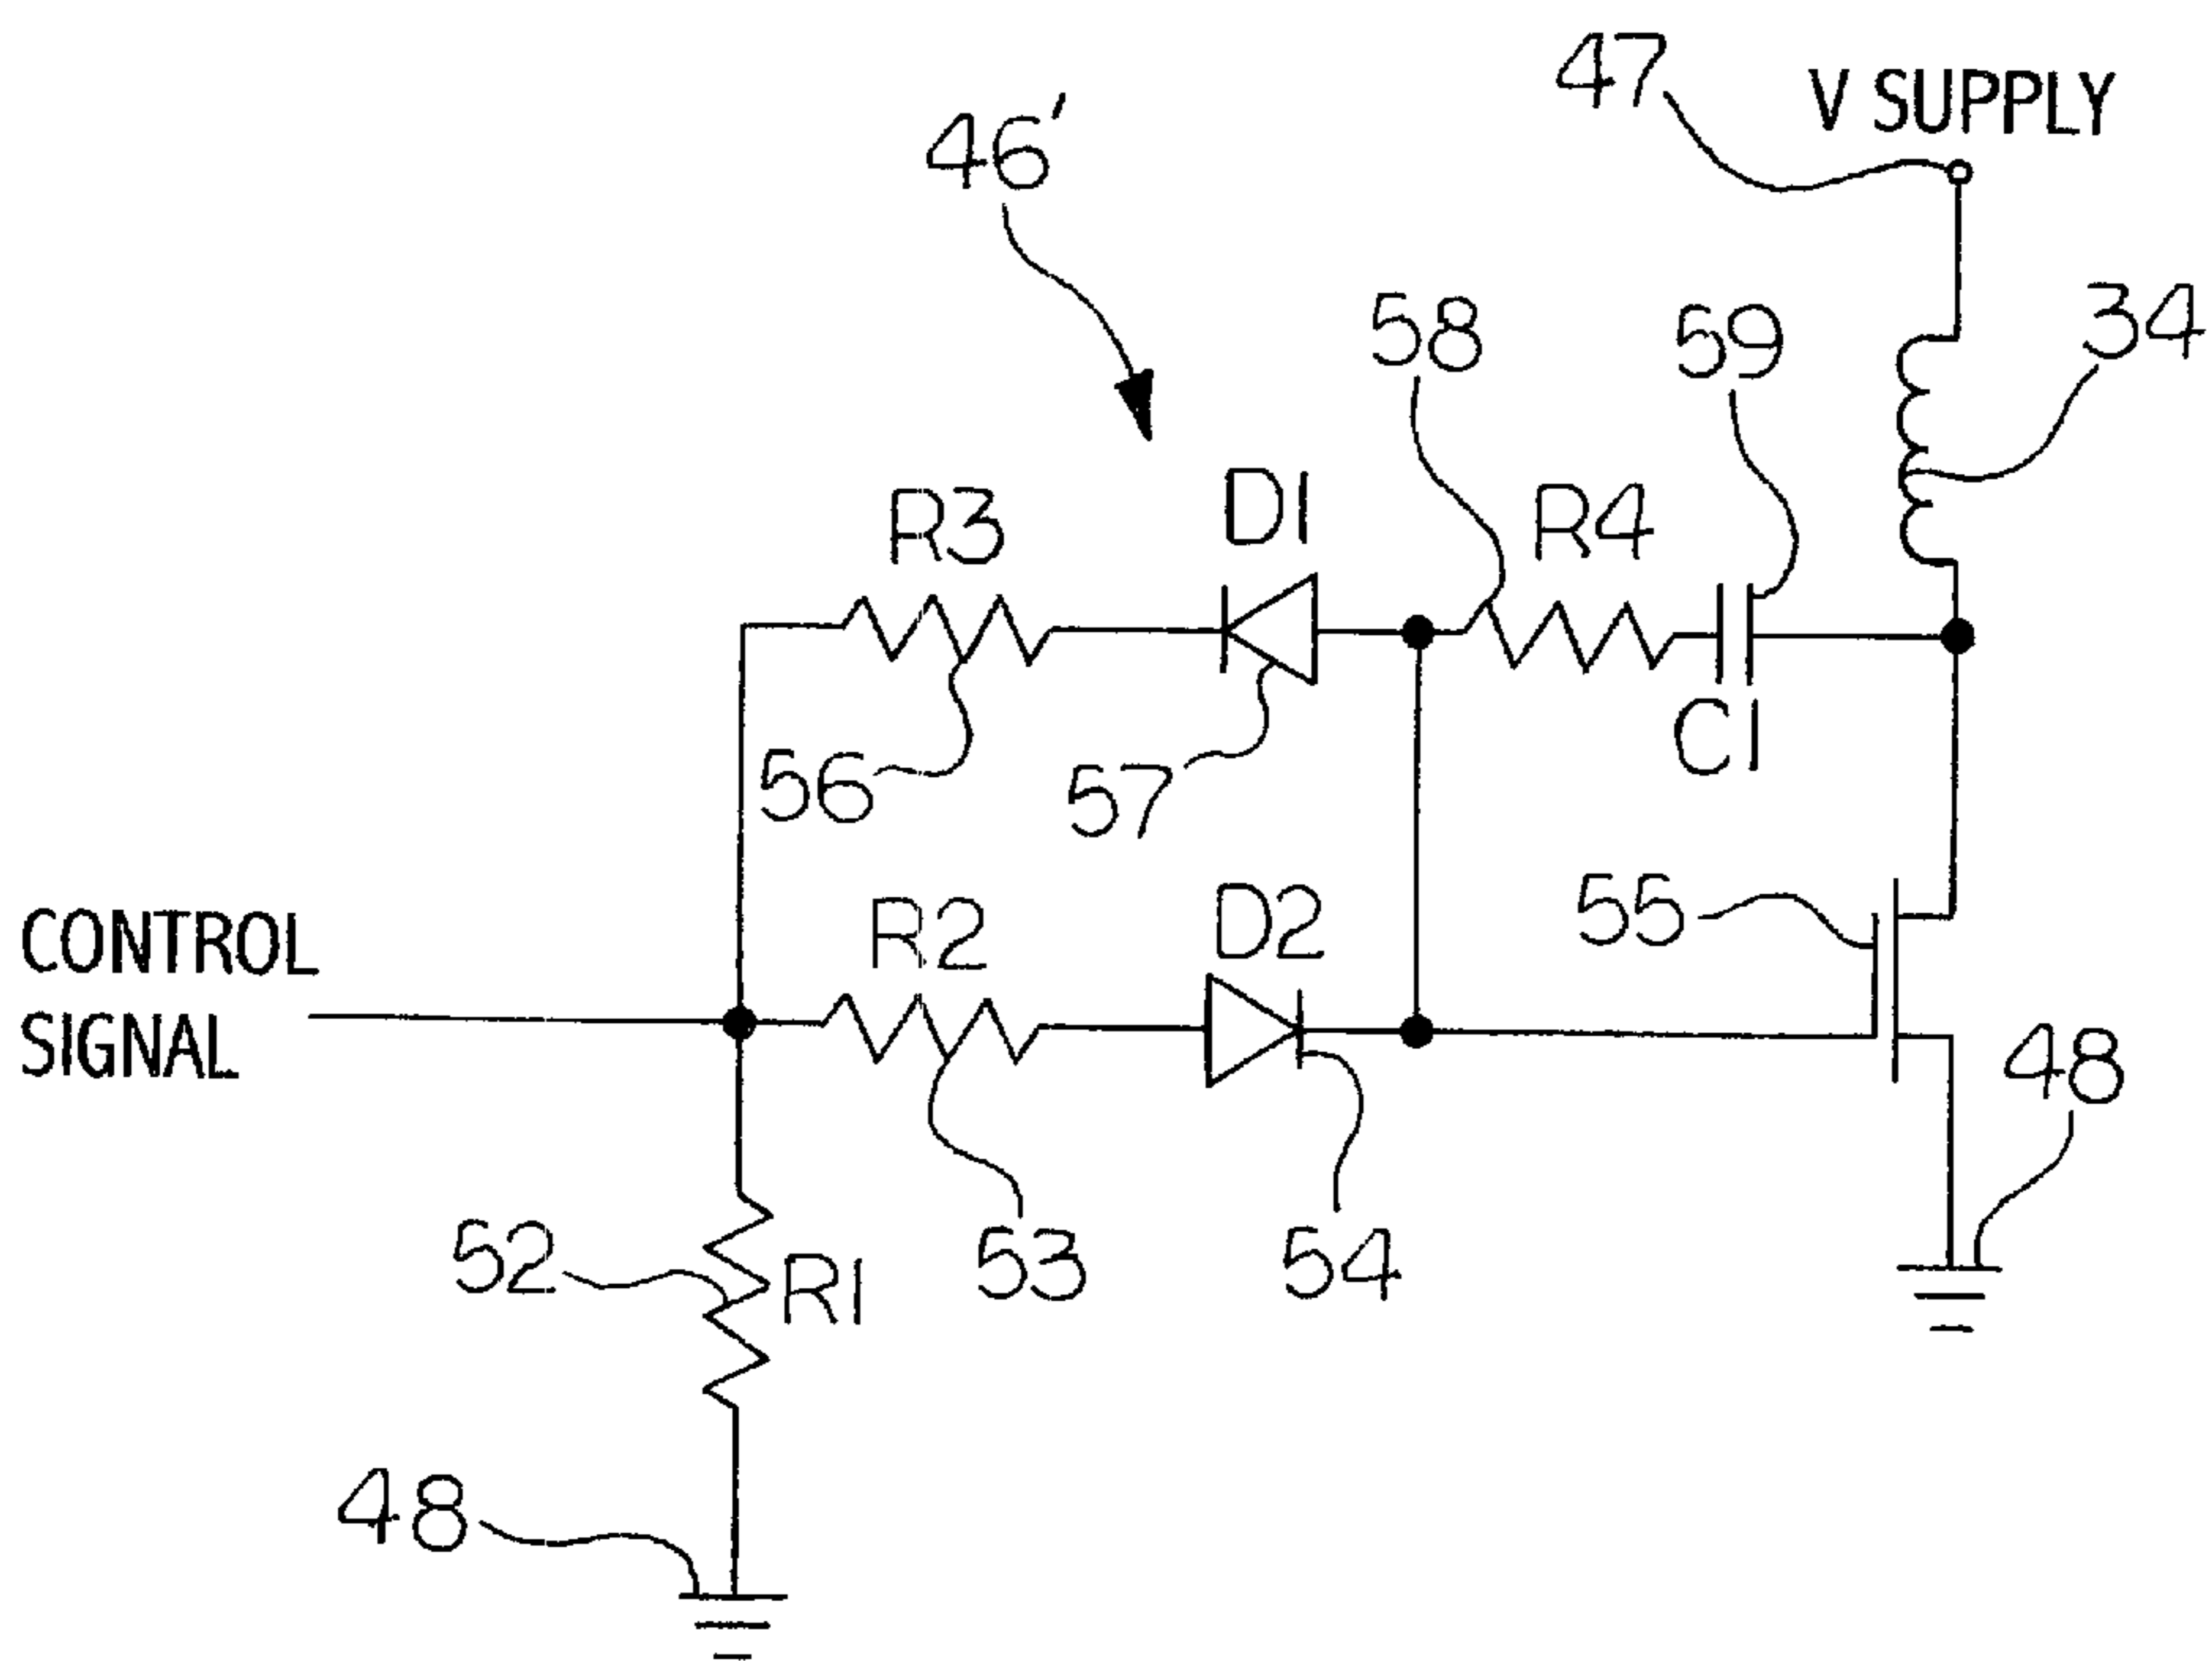 47
V SUPPLY
46'
58
59
34
R3
D1
R4
56
57
C1
CONTROL
SIGNAL
R2
D2
55
48
52
R1
53
54
48